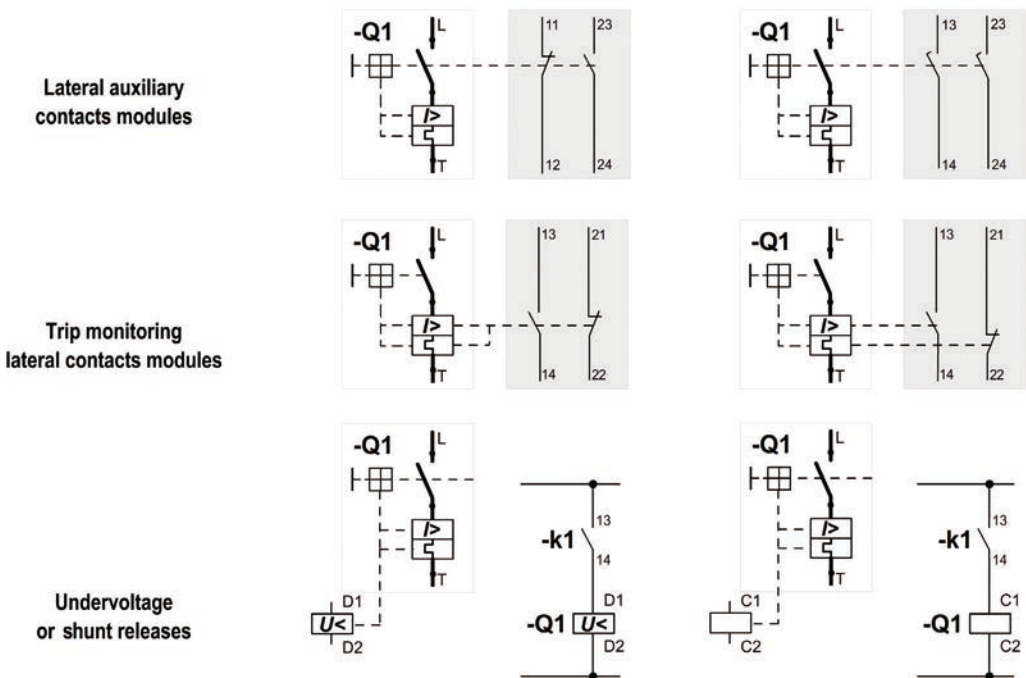 -Q1
L
11
23
I>
T
12
24
-Q1
L
13
23
I>
T
14
24
Lateral auxiliary
contacts modules
-Q1
L
13
21
I>
T
14
22
-Q1
L
13
21
I>
T
14
22
Trip monitoring
lateral contacts modules
-Q1
L
I>
T
D1
U<
D2
13
-k1
14
D1
-Q1
U<
D2
-Q1
L
I>
T
C1
C2
13
-k1
14
C1
-Q1
C2
Undervoltage
or shunt releases